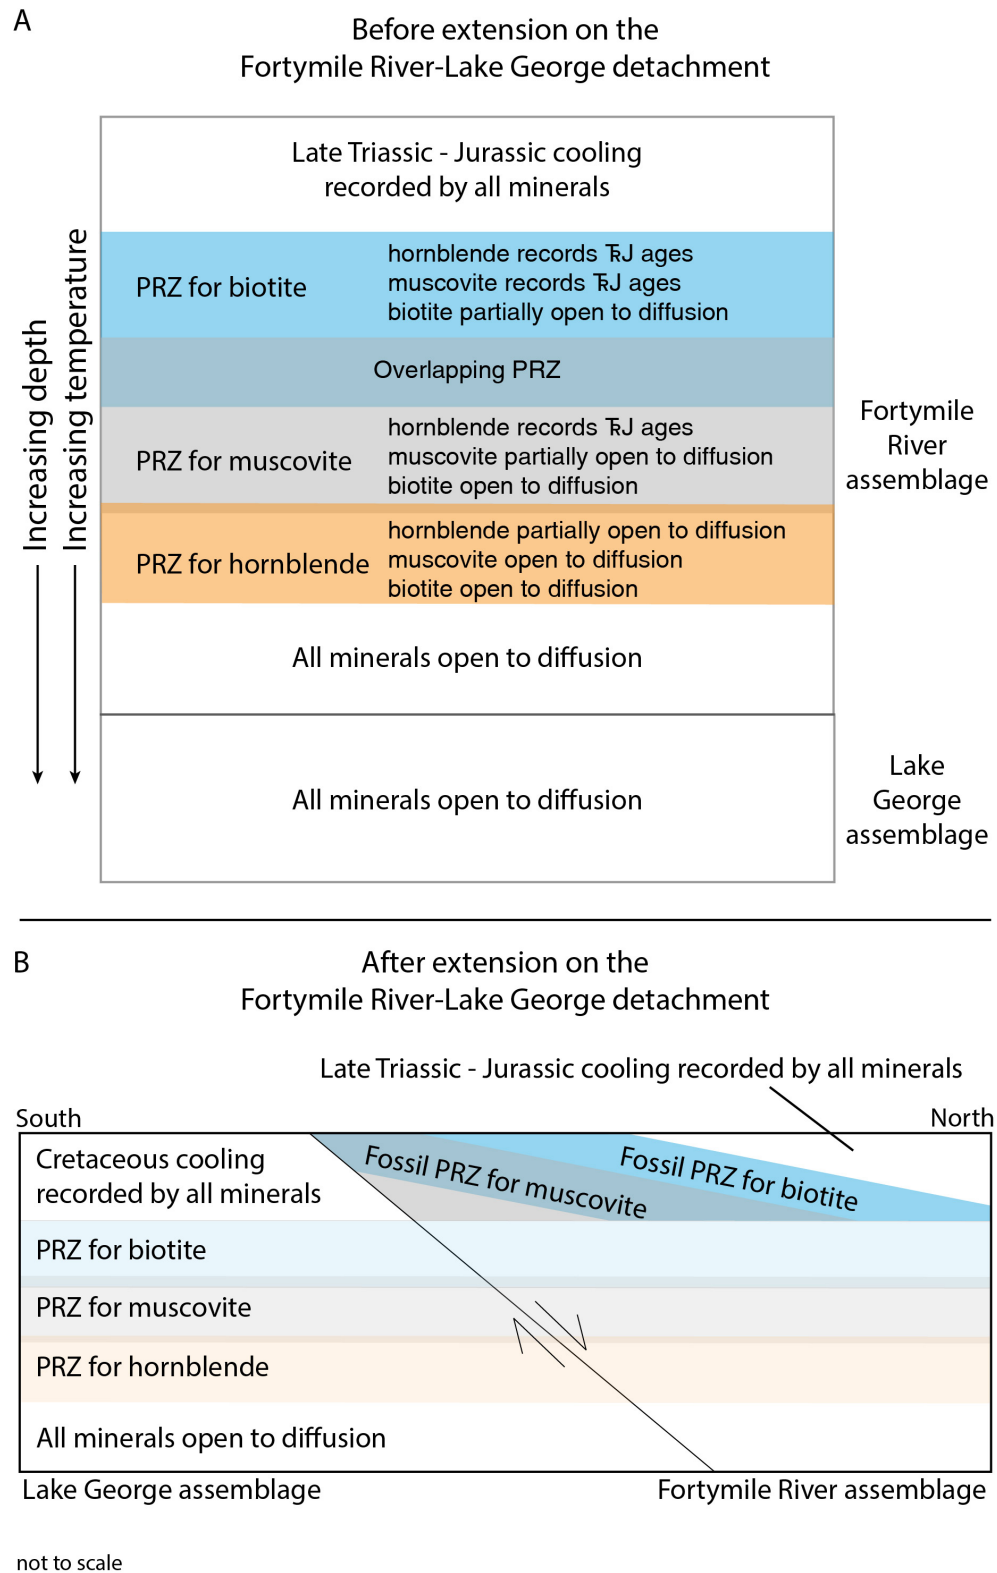 A
Before extension on the
Fortymile River-Lake George detachment
Late Triassic - Jurassic cooling
recorded by all minerals
PRZ for biotite
hornblende records ŦRJ ages
muscovite records ŦRJ ages
biotite partially open to diffusion
Overlapping PRZ
PRZ for muscovite
hornblende records ŦRJ ages
muscovite partially open to diffusion
biotite open to diffusion
PRZ for hornblende
hornblende partially open to diffusion
muscovite open to diffusion
biotite open to diffusion
All minerals open to diffusion
All minerals open to diffusion
Increasing depth
Increasing temperature
Fortymile
River
assemblage
Lake
George
assemblage
B
After extension on the
Fortymile River-Lake George detachment
Late Triassic - Jurassic cooling recorded by all minerals
South
North
Cretaceous cooling
recorded by all minerals
Fossil PRZ for muscovite
Fossil PRZ for biotite
PRZ for biotite
PRZ for muscovite
PRZ for hornblende
All minerals open to diffusion
Lake George assemblage
Fortymile River assemblage
not to scale